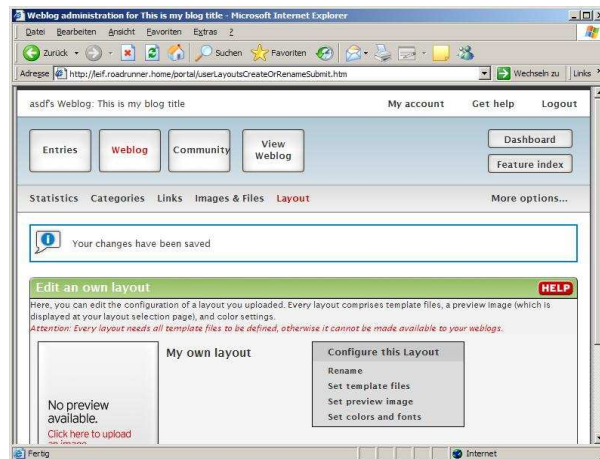 Weblog administration for This is my blog title - Microsoft Internet Explorer
Datei Bearbeiten Ansicht Favoriten Extras ?
Zurück Suchen Favoriten
Adresse http://leif.roadrunner.home/portal/userLayoutsCreateOrRenameSubmit.htm Wechseln zu Links »
asdf's Weblog: This is my blog title My account Get help Logout
Entries Weblog Community View Weblog Dashboard
Feature index
Statistics Categories Links Images & Files Layout More options...
Your changes have been saved
Edit an own layout HELP
Here, you can edit the configuration of a layout you uploaded. Every layout comprises template files, a preview image (which is
displayed at your layout selection page), and color settings.
Attention: Every layout needs all template files to be defined, otherwise it cannot be made available to your weblogs.
My own layout Configure this Layout
Rename
Set template files
Set preview image
Set colors and fonts
No preview
available.
Click here to upload
an image
Fertig Internet